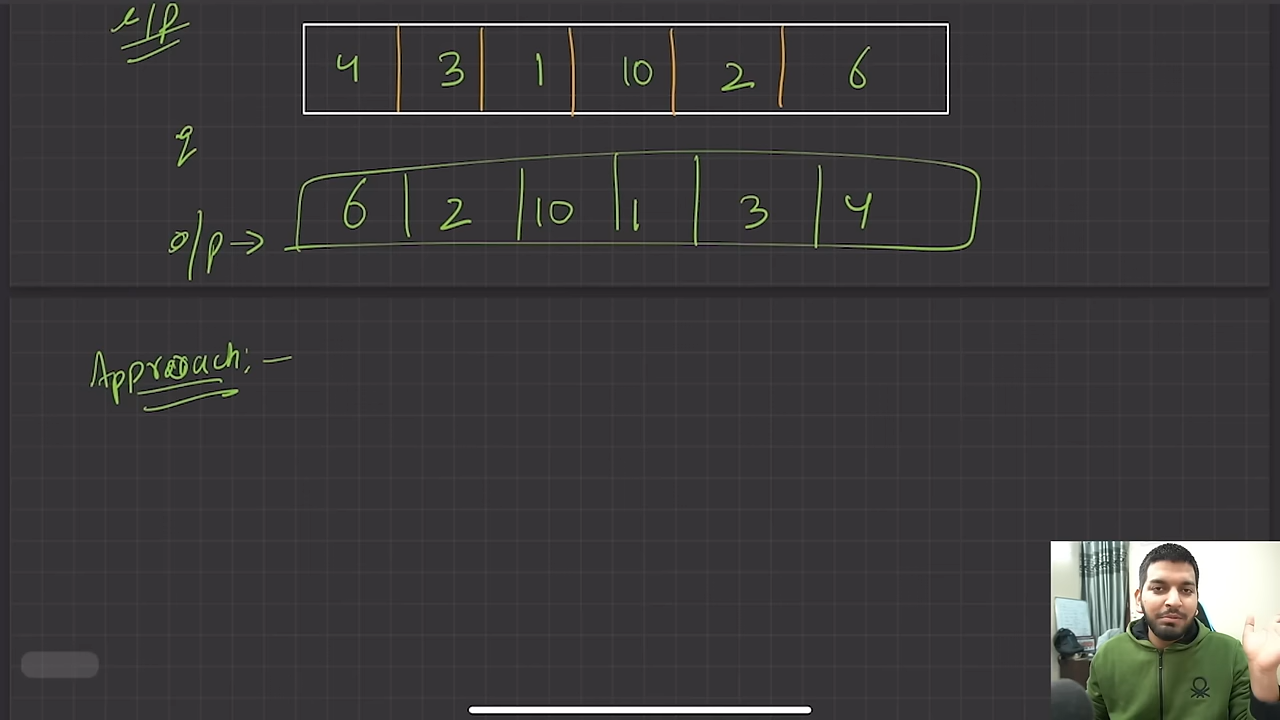 i/p
4 3 1 10 2 6
q
o/p → 6 2 10 1 3 4
Approach:-